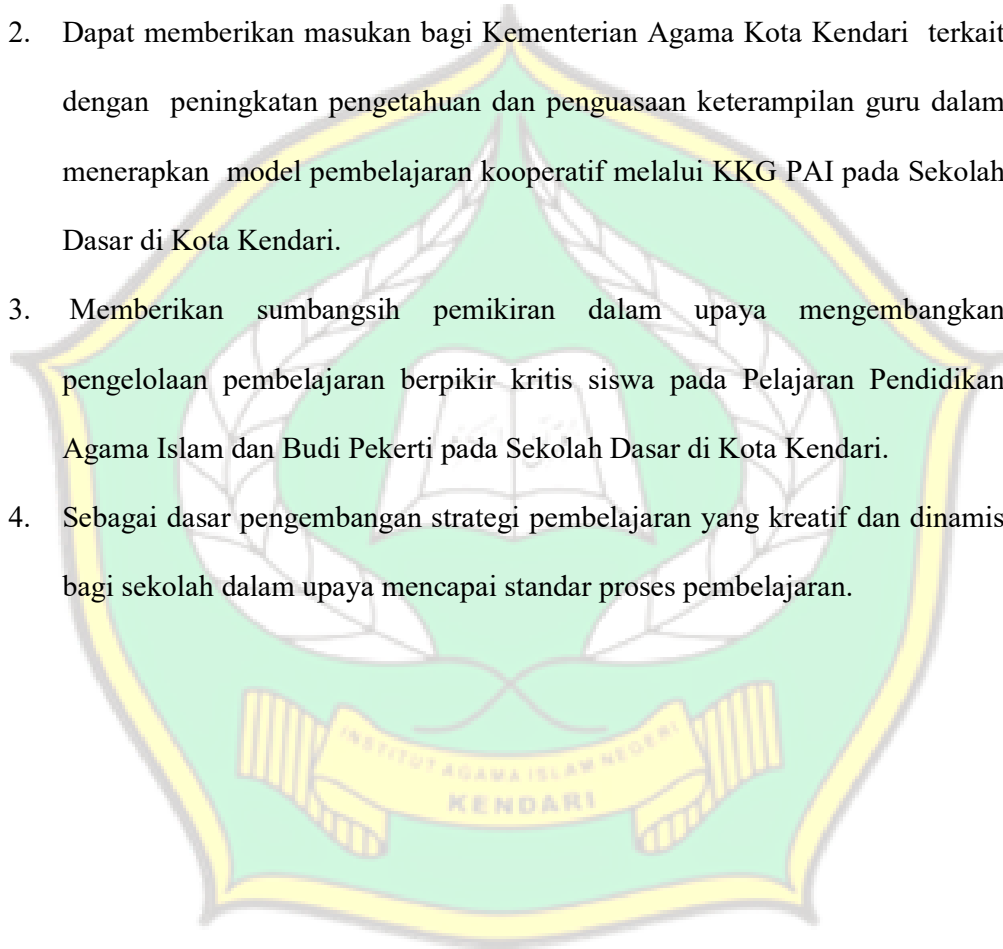 2. Dapat memberikan masukan bagi Kementerian Agama Kota Kendari terkait
dengan peningkatan pengetahuan dan penguasaan keterampilan guru dalam
menerapkan model pembelajaran kooperatif melalui KKG PAI pada Sekolah
Dasar di Kota Kendari.
3. Memberikan sumbangsih pemikiran dalam upaya mengembangkan
pengelolaan pembelajaran berpikir kritis siswa pada Pelajaran Pendidikan
Agama Islam dan Budi Pekerti pada Sekolah Dasar di Kota Kendari.
4. Sebagai dasar pengembangan strategi pembelajaran yang kreatif dan dinamis
bagi sekolah dalam upaya mencapai standar proses pembelajaran.
INSTITUT AGAMA ISLAM NEGERI
KENDARI